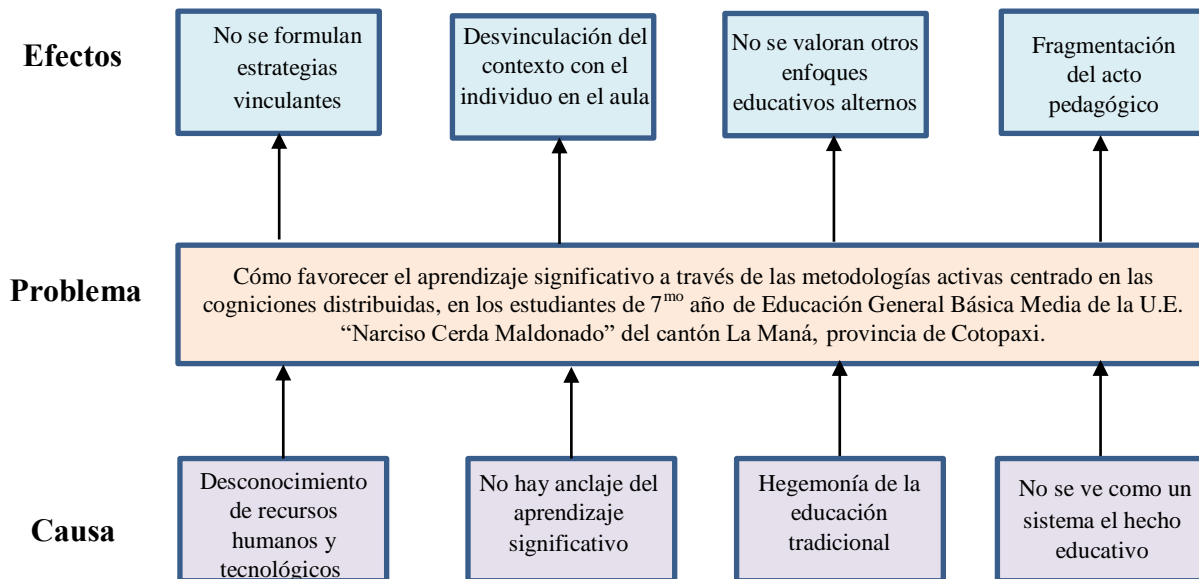 Efectos
No se formulan
estrategias
vinculantes
Desvinculación del
contexto con el
individuo en el aula
No se valoran otros
enfoques
educativos alternos
Fragmentación
del acto
pedagógico
Problema
Cómo favorecer el aprendizaje significativo a través de las metodologías activas centrado en las
cogniciones distribuidas, en los estudiantes de 7mo año de Educación General Básica Media de la U.E.
“Narciso Cerda Maldonado” del cantón La Maná, provincia de Cotopaxi.
Causa
Desconocimiento
de recursos
humanos y
tecnológicos
No hay anclaje del
aprendizaje
significativo
Hegemonía de la
educación
tradicional
No se ve como un
sistema el hecho
educativo